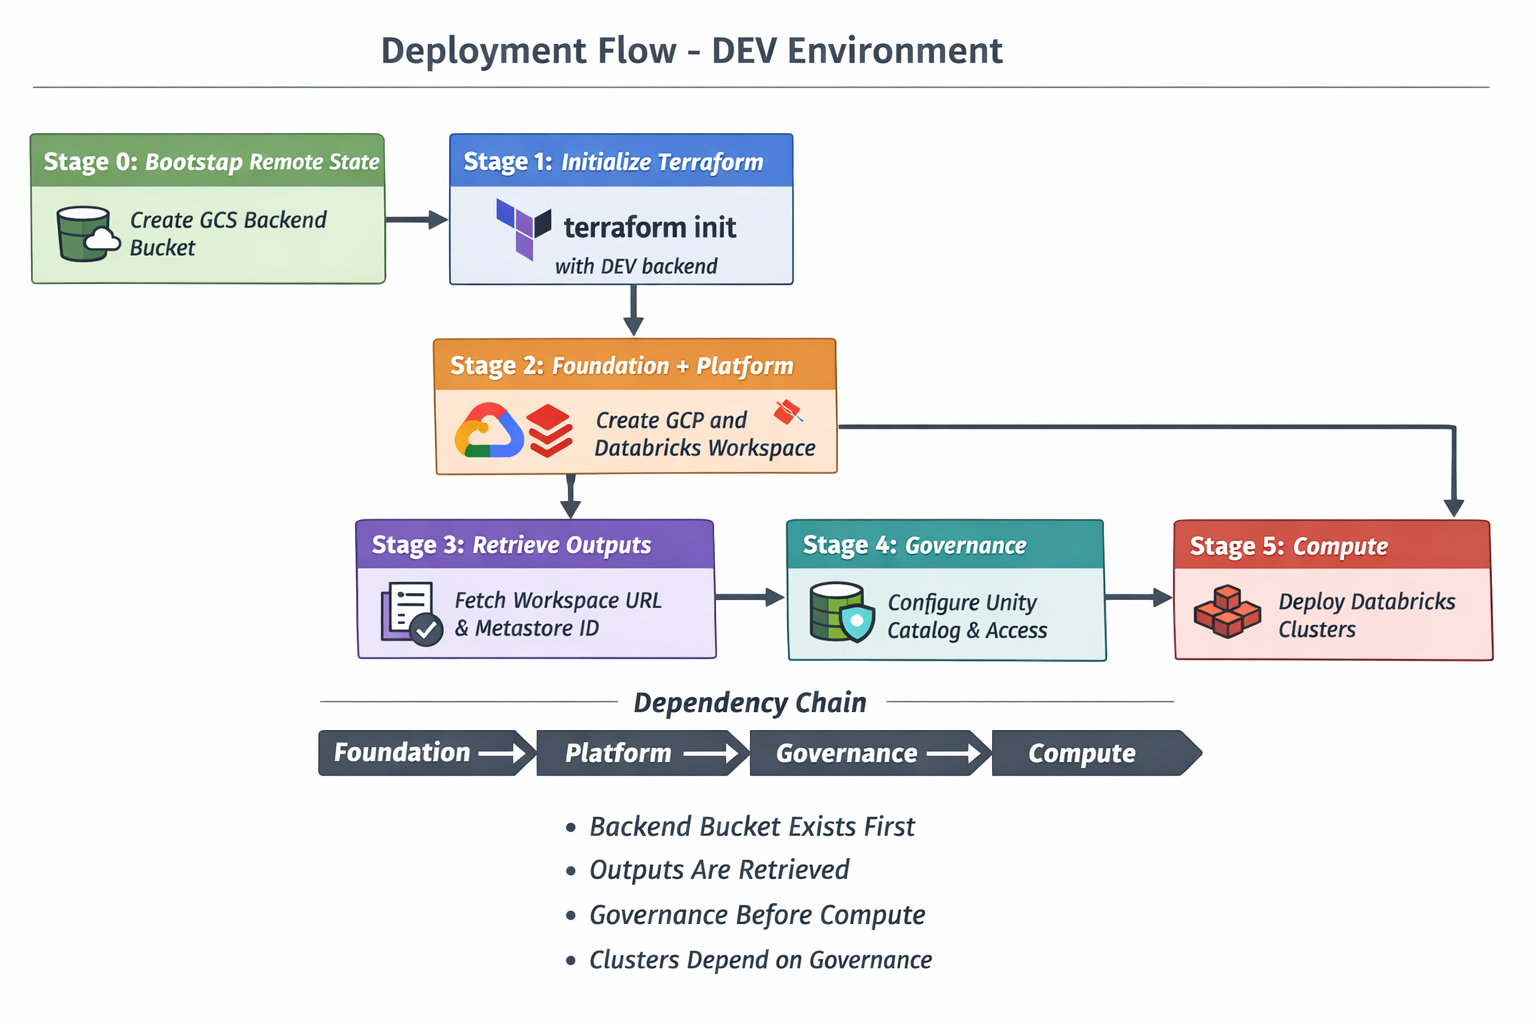 Deployment Flow - DEV Environment
Stage 0: Bootstap Remote State
Create GCS Backend
Bucket
Stage 1: Initialize Terraform
terraform init
with DEV backend
Stage 2: Foundation + Platform
Create GCP and
Databricks Workspace
Stage 3: Retrieve Outputs
Fetch Workspace URL
& Metastore ID
Stage 4: Governance
Configure Unity
Catalog & Access
Stage 5: Compute
Deploy Databricks
Clusters
Dependency Chain
Foundation
Platform
Governance
Compute
• Backend Bucket Exists First
• Outputs Are Retrieved
• Governance Before Compute
• Clusters Depend on Governance